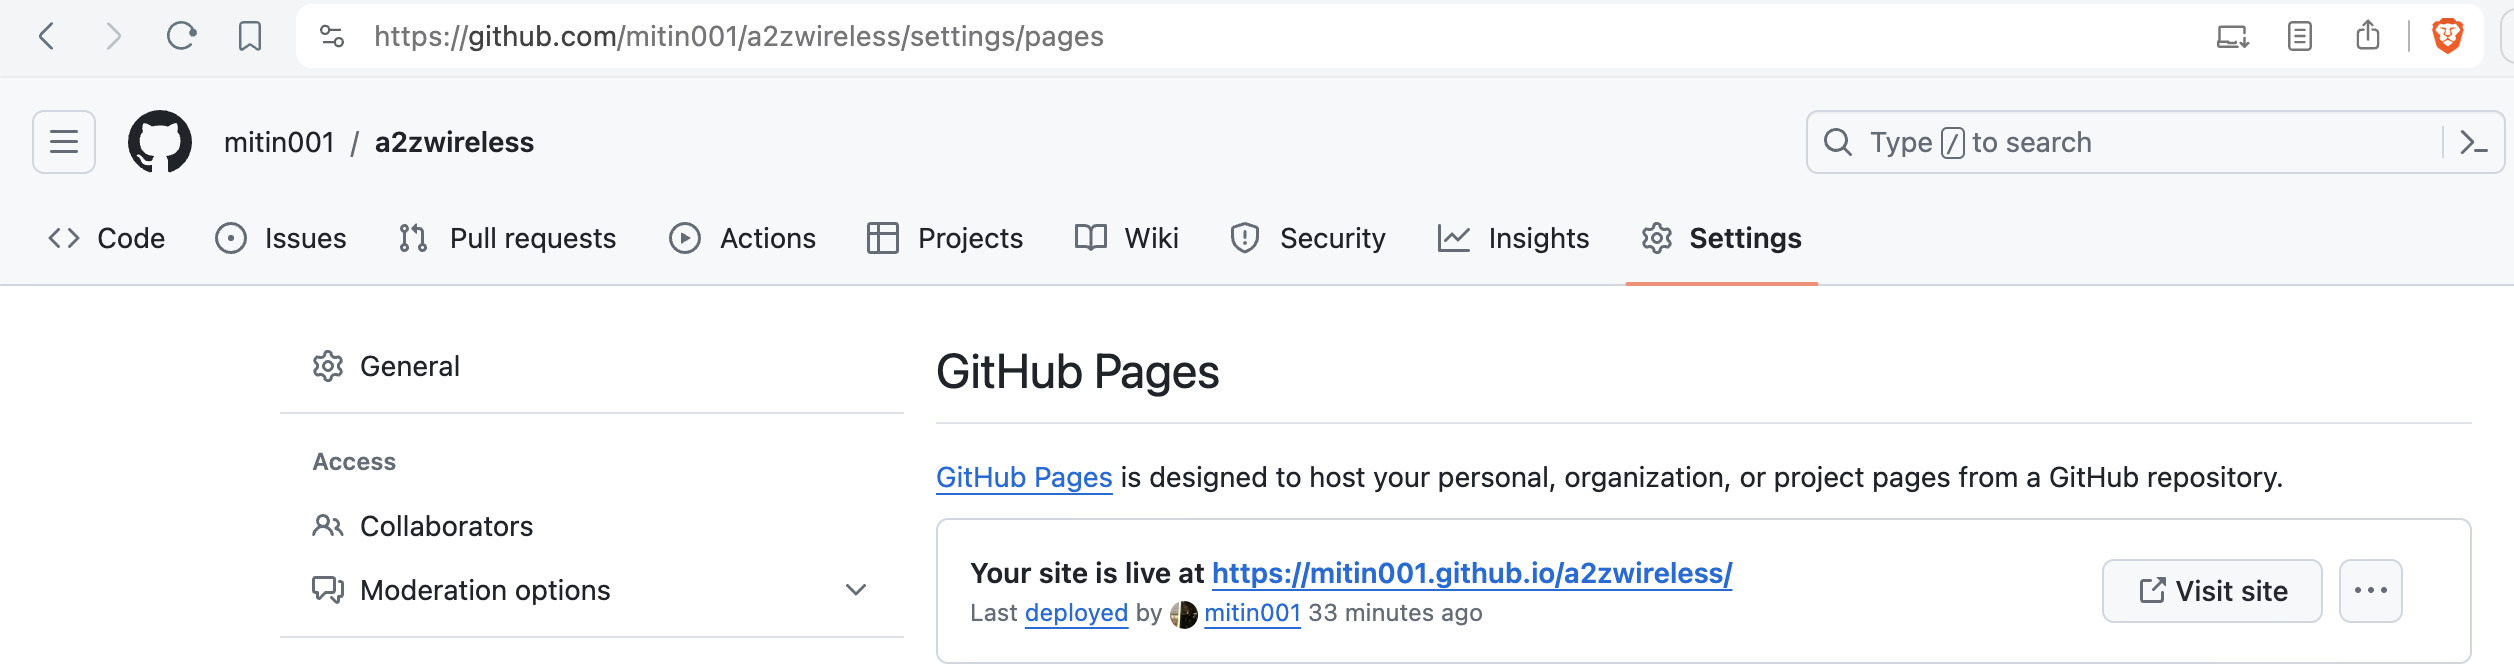 https://github.com/mitin001/a2zwireless/settings/pages
mitin001 / a2zwireless
Type / to search
Code Issues Pull requests Actions Projects Wiki Security Insights Settings
General
Access
Collaborators
Moderation options
GitHub Pages
GitHub Pages is designed to host your personal, organization, or project pages from a GitHub repository.
Your site is live at https://mitin001.github.io/a2zwireless/
Last deployed by mitin001 33 minutes ago
Visit site